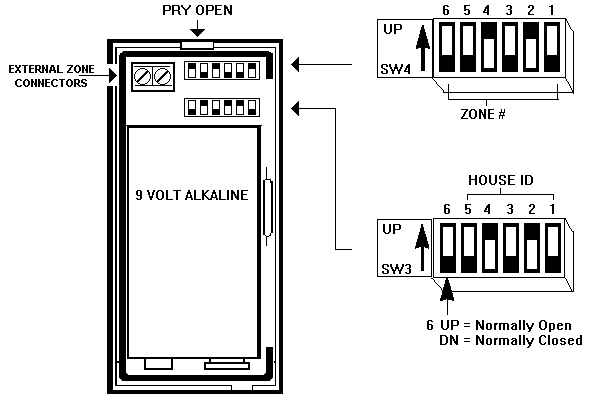 PRY OPEN
EXTERNAL ZONE
CONNECTORS
9 VOLT ALKALINE
6 5 4 3 2 1
UP
SW4
ZONE #
HOUSE ID
6 5 4 3 2 1
UP
SW3
6 UP = Normally Open
DN = Normally Closed